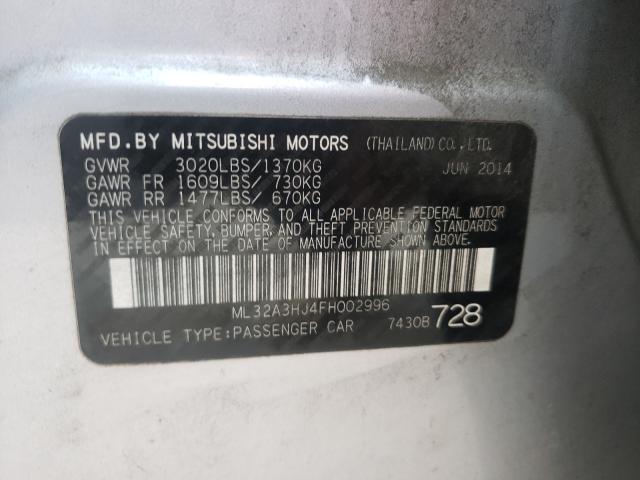 MFD.BY MITSUBISHI MOTORS (THAILAND)CO.,LTD.
GVWR 3020LBS/1370KG JUN 2014
GAWR FR 1609LBS/ 730KG
GAWR RR 1477LBS/ 670KG
THIS VEHICLE CONFORMS TO ALL APPLICABLE FEDERAL MOTOR
VEHICLE SAFETY, BUMPER, AND THEFT PREVENTION STANDARDS
IN EFFECT ON THE DATE OF MANUFACTURE SHOWN ABOVE.
ML32A3HJ4FH002996
VEHICLE TYPE:PASSENGER CAR 7430B 728